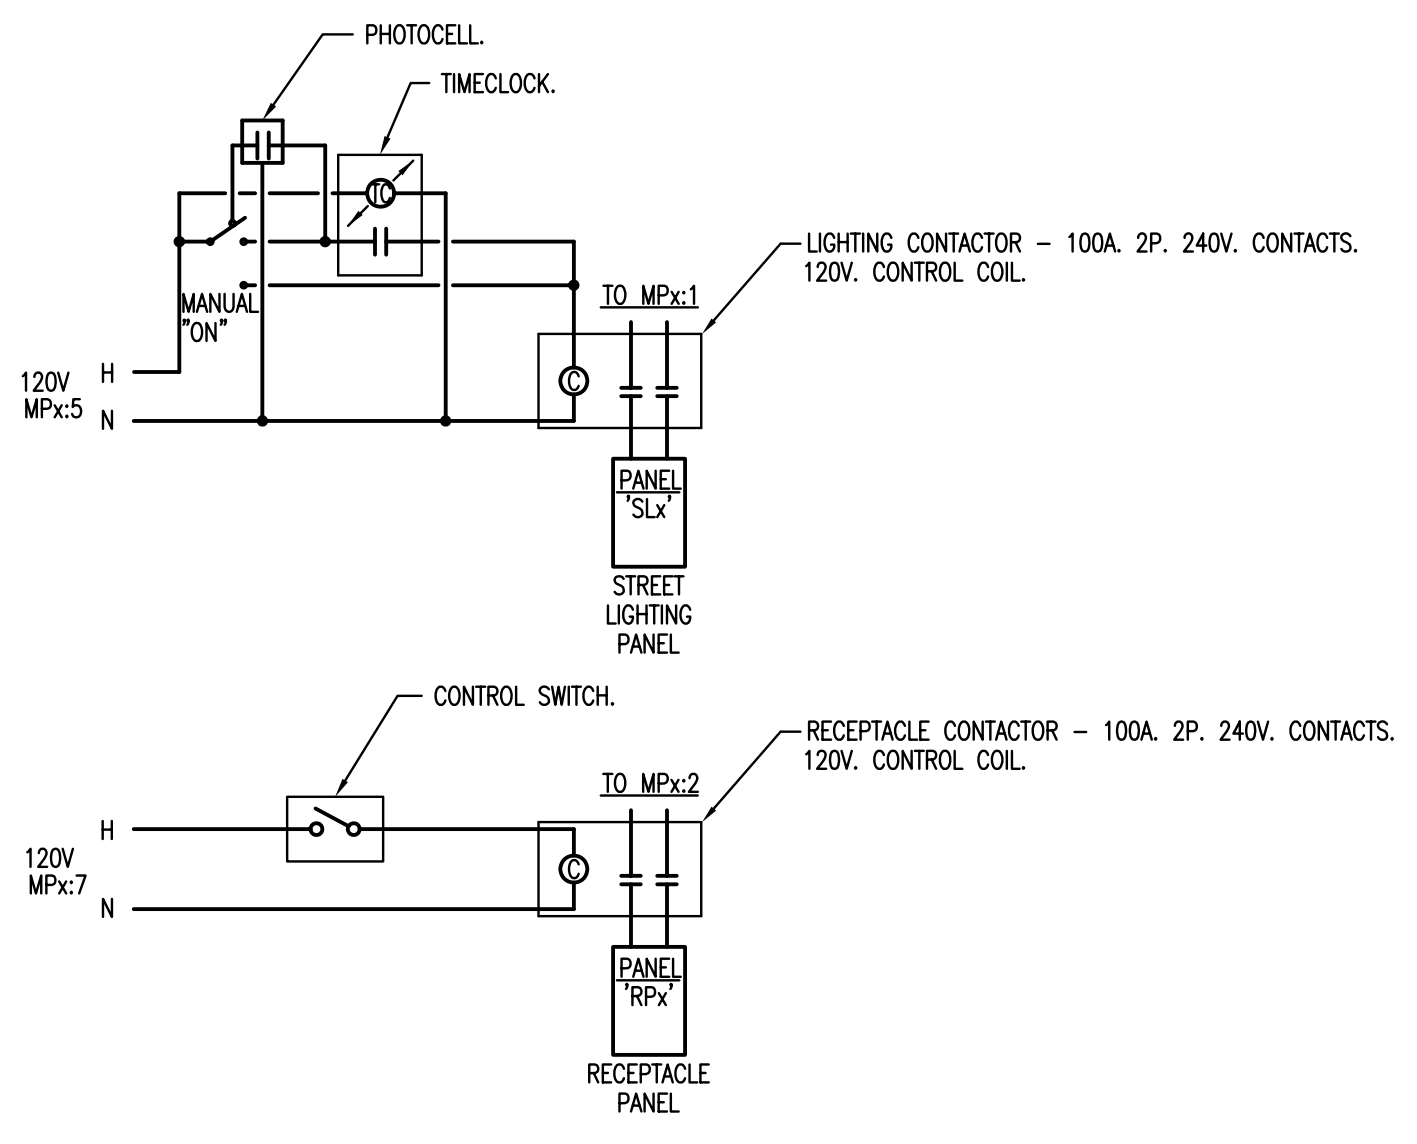 PHOTOCELL.
TIMECLOCK.
TC
LIGHTING CONTACTOR - 100A. 2P. 240V. CONTACTS.
120V. CONTROL COIL.
MANUAL
"ON"
TO MPx:1
120V
MPx:5
H
N
C
PANEL
'SLx'
STREET
LIGHTING
PANEL
CONTROL SWITCH.
RECEPTACLE CONTACTOR - 100A. 2P. 240V. CONTACTS.
120V. CONTROL COIL.
TO MPx:2
120V
MPx:7
H
N
C
PANEL
'RPx'
RECEPTACLE
PANEL